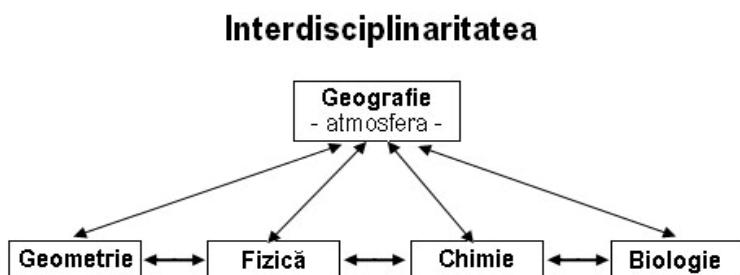 Interdisciplinaritatea
Geografie
- atmosfera -
Geometrie
Fizică
Chimie
Biologie